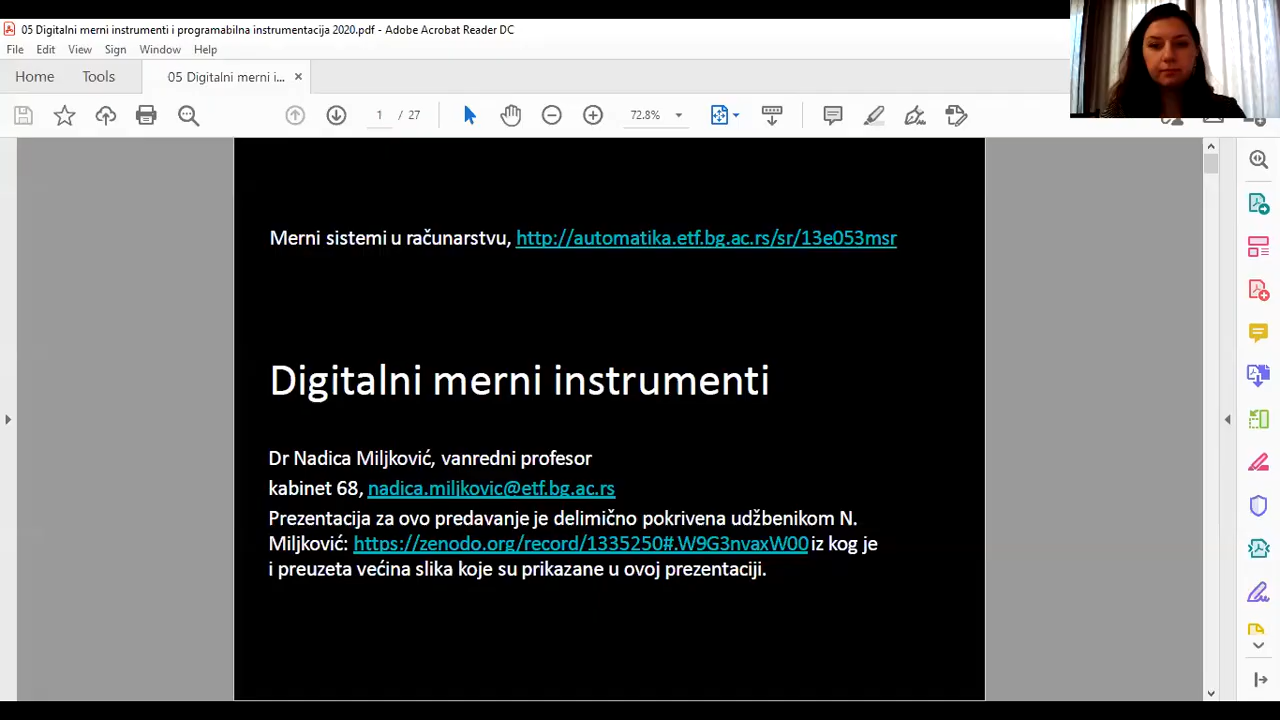 05 Digitalni merni instrumenti i programabilna instrumentacija 2020.pdf - Adobe Acrobat Reader DC
File Edit View Sign Window Help
Home Tools 05 Digitalni merni i... ×
1 / 27 72.8%
Merni sistemi u računarstvu, http://automatika.etf.bg.ac.rs/sr/13e053msr
Digitalni merni instrumenti
Dr Nadica Miljković, vanredni profesor
kabinet 68, nadica.miljkovic@etf.bg.ac.rs
Prezentacija za ovo predavanje je delimično pokrivena udžbenikom N.
Miljković: https://zenodo.org/record/1335250#.W9G3nvaxW00 iz kog je
i preuzeta većina slika koje su prikazane u ovoj prezentaciji.